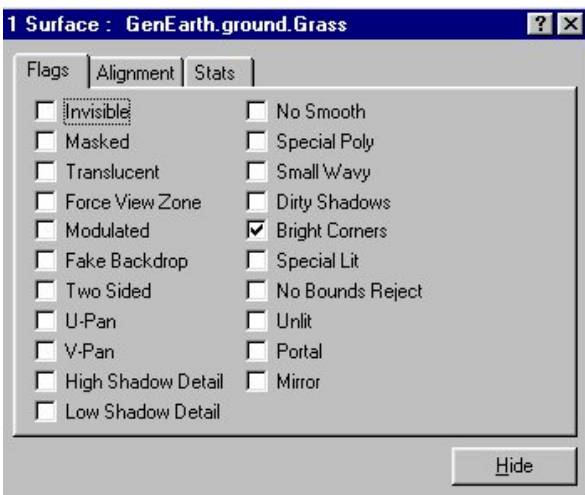 1 Surface : GenEarth.ground.Grass
Flags Alignment Stats
Invisible
Masked
Translucent
Force View Zone
Modulated
Fake Backdrop
Two Sided
U-Pan
V-Pan
High Shadow Detail
Low Shadow Detail
No Smooth
Special Poly
Small Wavy
Dirty Shadows
Bright Corners
Special Lit
No Bounds Reject
Unlit
Portal
Mirror
Hide